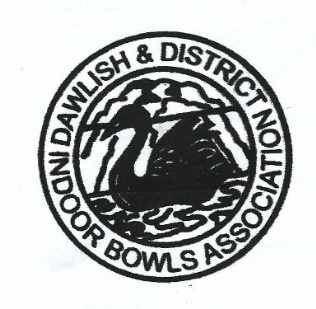 DAWLISH & DISTRICT
INDOOR BOWLS ASSOCIATION